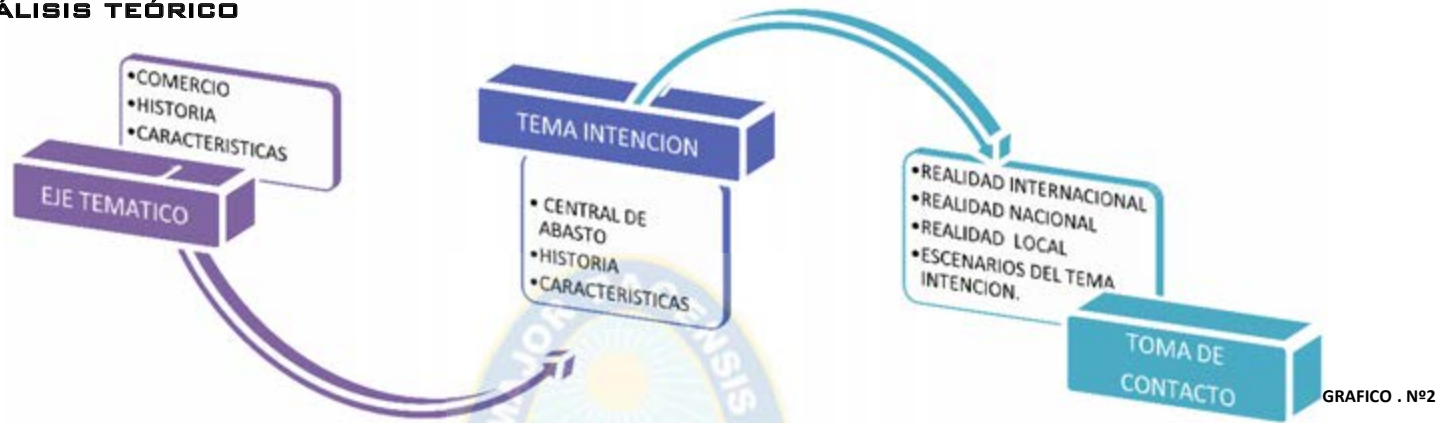 ÁLISIS TEÓRICO
•COMERCIO
•HISTORIA
•CARACTERISTICAS
EJE TEMATICO
TEMA INTENCION
• CENTRAL DE
ABASTO
•HISTORIA
•CARACTERÍSTICAS
•REALIDAD INTERNACIONAL
•REALIDAD NACIONAL
•REALIDAD LOCAL
•ESCENARIOS DEL TEMA
INTENCION.
TOMA DE
CONTACTO
GRAFICO . Nº2